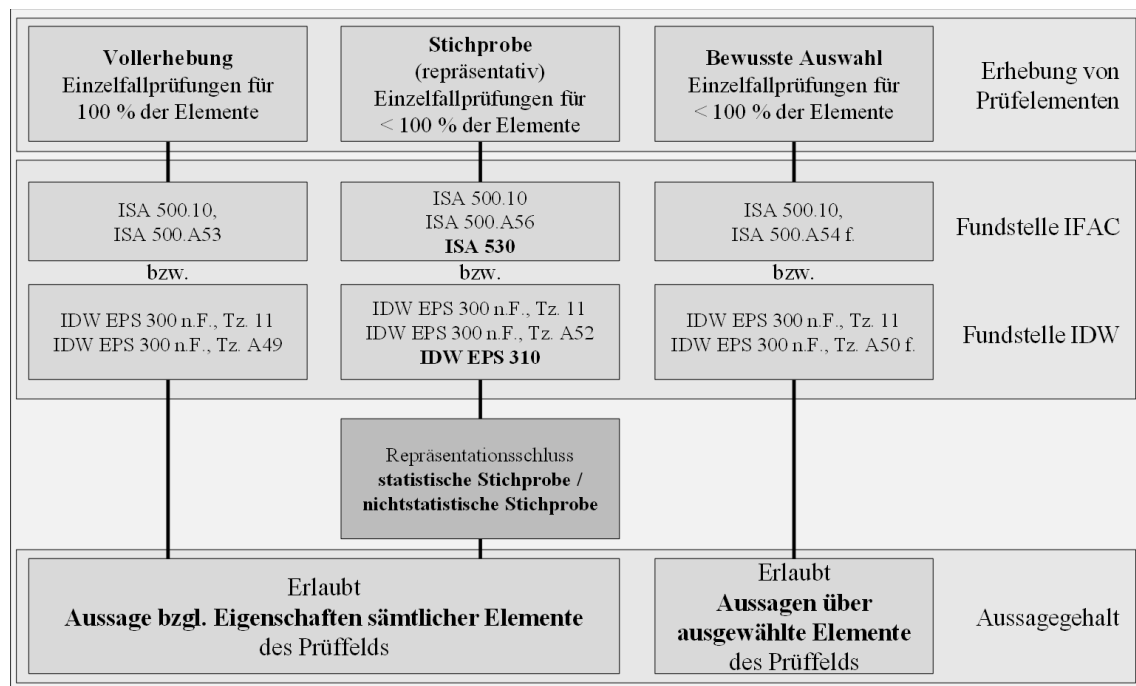 Vollerhebung
Einzelfallprüfungen für
100 % der Elemente
Stichprobe
(repräsentativ)
Einzelfallprüfungen für
< 100 % der Elemente
Bewusste Auswahl
Einzelfallprüfungen für
< 100 % der Elemente
Erhebung von
Prüfelementen
ISA 500.10,
ISA 500.A53
ISA 500.10
ISA 500.A56
ISA 530
ISA 500.10,
ISA 500.A54 f.
Fundstelle IFAC
bzw.
bzw.
bzw.
IDW EPS 300 n.F., Tz. 11
IDW EPS 300 n.F., Tz. A49
IDW EPS 300 n.F., Tz. 11
IDW EPS 300 n.F., Tz. A52
IDW EPS 310
IDW EPS 300 n.F., Tz. 11
IDW EPS 300 n.F., Tz. A50 f.
Fundstelle IDW
Repräsentationsschluss
statistische Stichprobe /
nichtstatistische Stichprobe
Erlaubt
Aussage bzgl. Eigenschaften sämtlicher Elemente
des Prüffelds
Erlaubt
Aussagen über
ausgewählte Elemente
des Prüffelds
Aussagegehalt